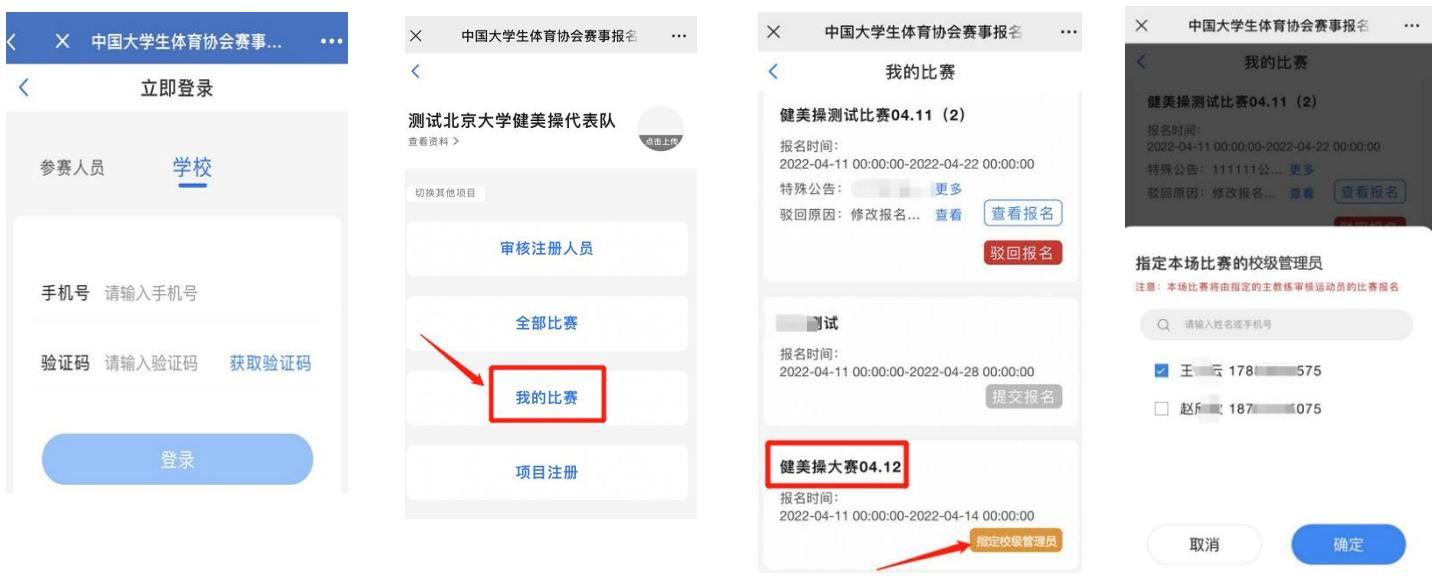 中国大学生体育协会赛事...
立即登录
参赛人员
学校
手机号 请输入手机号
验证码 请输入验证码 获取验证码
登录
中国大学生体育协会赛事报名
测试北京大学健美操代表队
查看资料 >
点击上传
切换其他项目
审核注册人员
全部比赛
我的比赛
项目注册
中国大学生体育协会赛事报名
我的比赛
健美操测试比赛04.11（2）
报名时间：
2022-04-11 00:00:00-2022-04-22 00:00:00
特殊公告： 更多
驳回原因：修改报名... 查看 查看报名
驳回报名
测试
报名时间：
2022-04-11 00:00:00-2022-04-28 00:00:00
提交报名
健美操大赛04.12
报名时间：
2022-04-11 00:00:00-2022-04-14 00:00:00
指定校级管理员
中国大学生体育协会赛事报名
我的比赛
健美操测试比赛04.11（2）
报名时间：
2022-04-11 00:00:00-2022-04-22 00:00:00
特殊公告：111111公... 更多
驳回原因：修改报名... 查看 查看报名
指定本场比赛的校级管理员
注意：本场比赛将由指定的主教练审核运动员的比赛报名
请输入姓名或手机号
王 云 178 575
赵 187 075
取消
确定